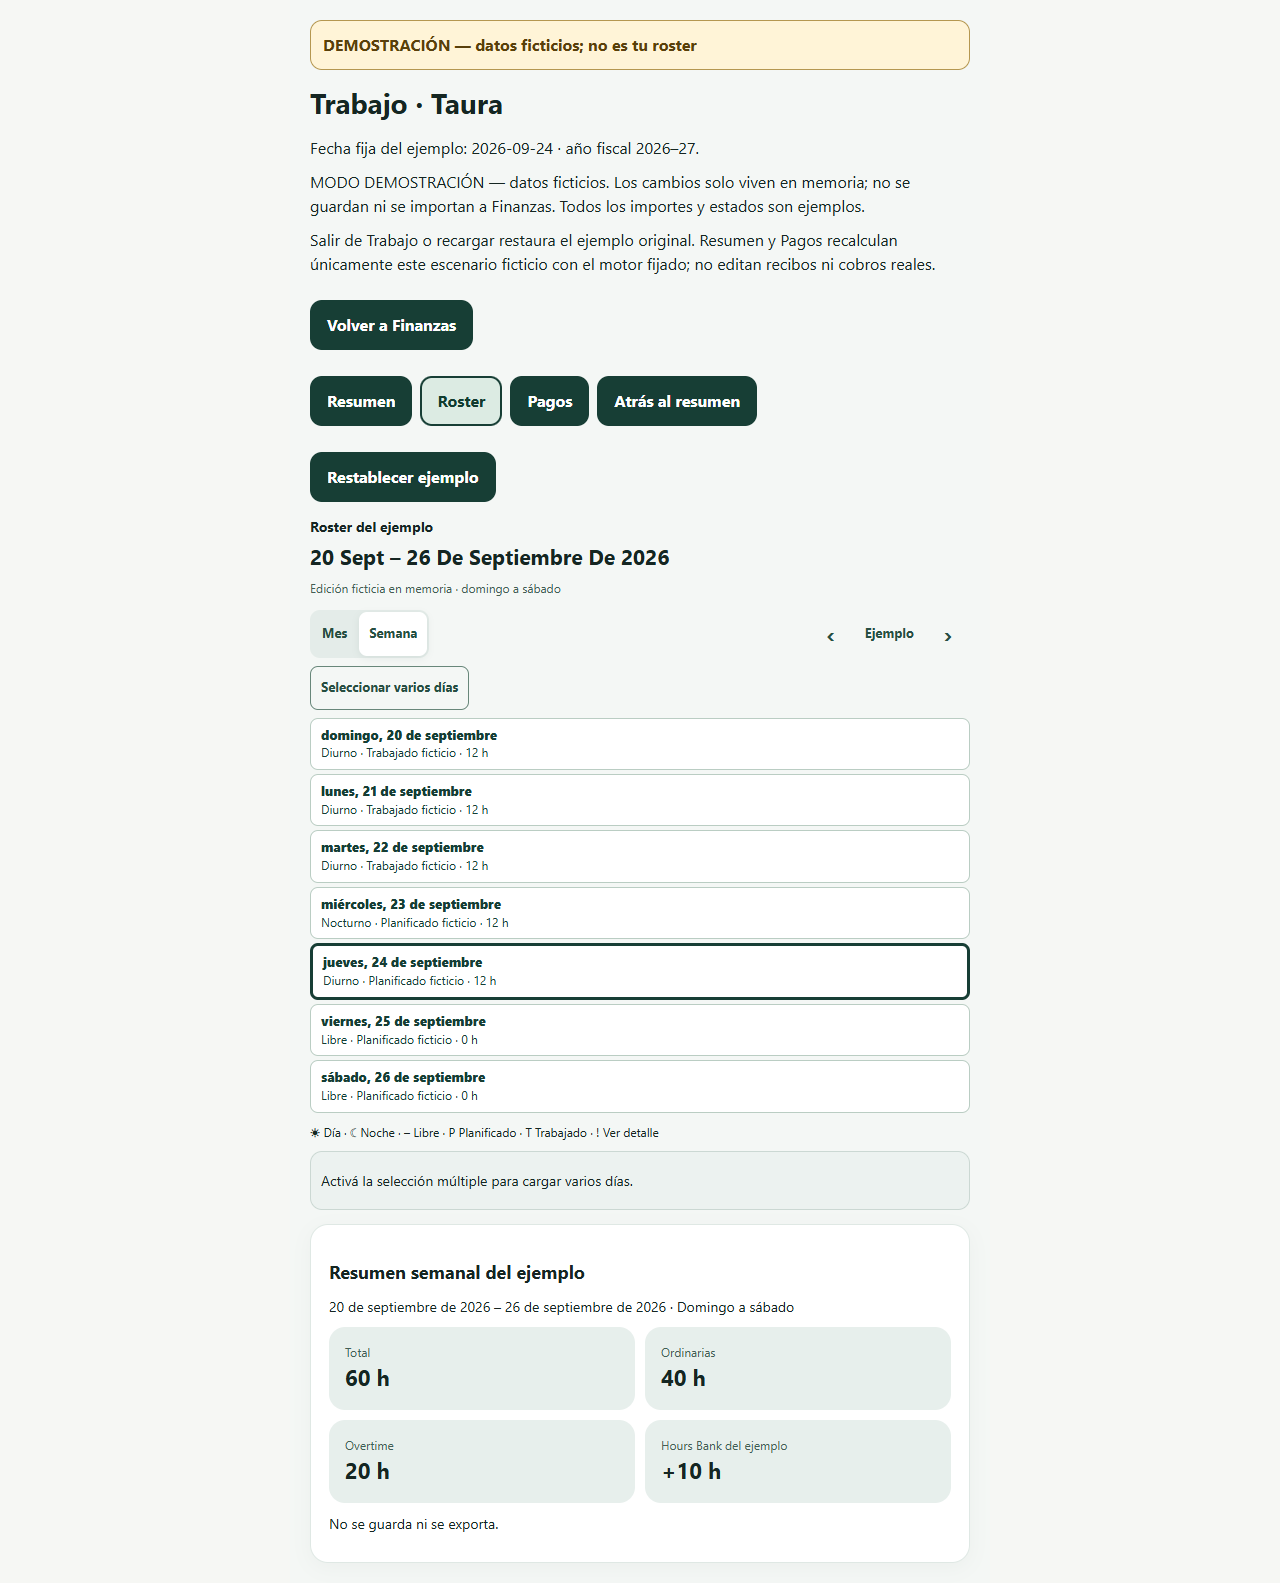 DEMOSTRACIÓN — datos ficticios; no es tu roster
Trabajo · Taura
Fecha fija del ejemplo: 2026-09-24 · año fiscal 2026–27.
MODO DEMOSTRACIÓN — datos ficticios. Los cambios solo viven en memoria; no se
guardan ni se importan a Finanzas. Todos los importes y estados son ejemplos.
Salir de Trabajo o recargar restaura el ejemplo original. Resumen y Pagos recalculan
únicamente este escenario ficticio con el motor fijado; no editan recibos ni cobros reales.
Volver a Finanzas
Resumen Roster Pagos Atrás al resumen
Restablecer ejemplo
Roster del ejemplo
20 Sept – 26 De Septiembre De 2026
Edición ficticia en memoria · domingo a sábado
Mes Semana ‹ Ejemplo ›
Seleccionar varios días
domingo, 20 de septiembre
Diurno · Trabajado ficticio · 12 h
lunes, 21 de septiembre
Diurno · Trabajado ficticio · 12 h
martes, 22 de septiembre
Diurno · Trabajado ficticio · 12 h
miércoles, 23 de septiembre
Nocturno · Planificado ficticio · 12 h
jueves, 24 de septiembre
Diurno · Planificado ficticio · 12 h
viernes, 25 de septiembre
Libre · Planificado ficticio · 0 h
sábado, 26 de septiembre
Libre · Planificado ficticio · 0 h
☀ Día · ☾ Noche · – Libre · P Planificado · T Trabajado · ! Ver detalle
Activá la selección múltiple para cargar varios días.
Resumen semanal del ejemplo
20 de septiembre de 2026 – 26 de septiembre de 2026 · Domingo a sábado
Total Ordinarias
60 h 40 h
Overtime Hours Bank del ejemplo
20 h +10 h
No se guarda ni se exporta.